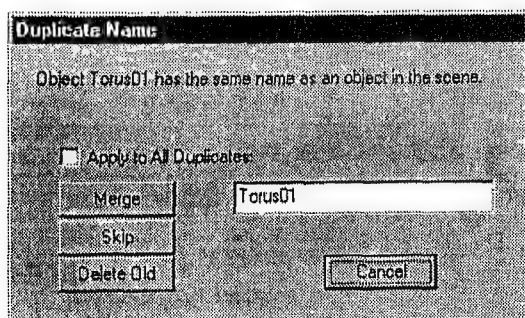 Duplicate Name
Object Torus01 has the same name as an object in the scene.
Apply to All Duplicates
Merge
Torus01
Skip
Delete Old
Cancel